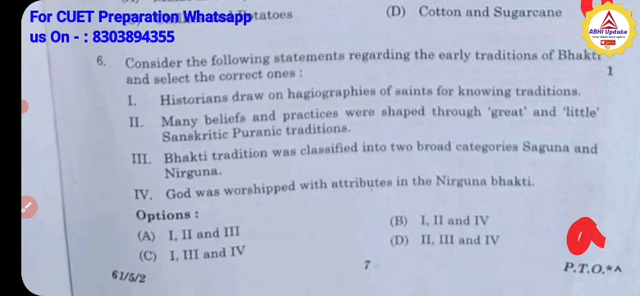 For CUET Preparation Whatsapp
us On - : 8303894355
Potatoes
(D) Cotton and Sugarcane
ABHI Update
6. Consider the following statements regarding the early traditions of Bhakti
and select the correct ones :
1
I. Historians draw on hagiographies of saints for knowing traditions.
II. Many beliefs and practices were shaped through ‘great’ and ‘little’
Sanskritic Puranic traditions.
III. Bhakti tradition was classified into two broad categories Saguna and
Nirguna.
IV. God was worshipped with attributes in the Nirguna bhakti.
Options :
(A) I, II and III
(B) I, II and IV
(C) I, III and IV
(D) II, III and IV
a
61/5/2
7
P.T.O.*^